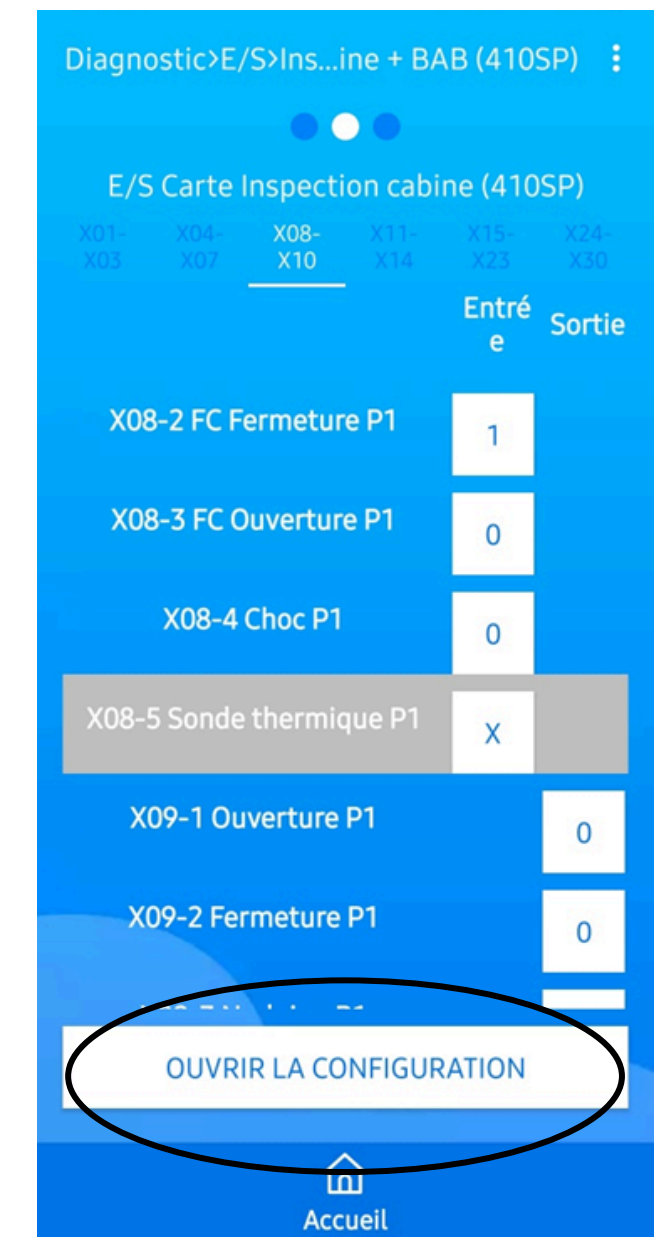 Diagnostic>E/S>Ins...ine + BAB (410SP)
E/S Carte Inspection cabine (410SP)
X01-X03 X04-X07 X08-X10 X11-X14 X15-X23 X24-X30
Entrée Sortie
X08-2 FC Fermeture P1 1
X08-3 FC Ouverture P1 0
X08-4 Choc P1 0
X08-5 Sonde thermique P1 X
X09-1 Ouverture P1 0
X09-2 Fermeture P1 0
OUVRIR LA CONFIGURATION
Accueil